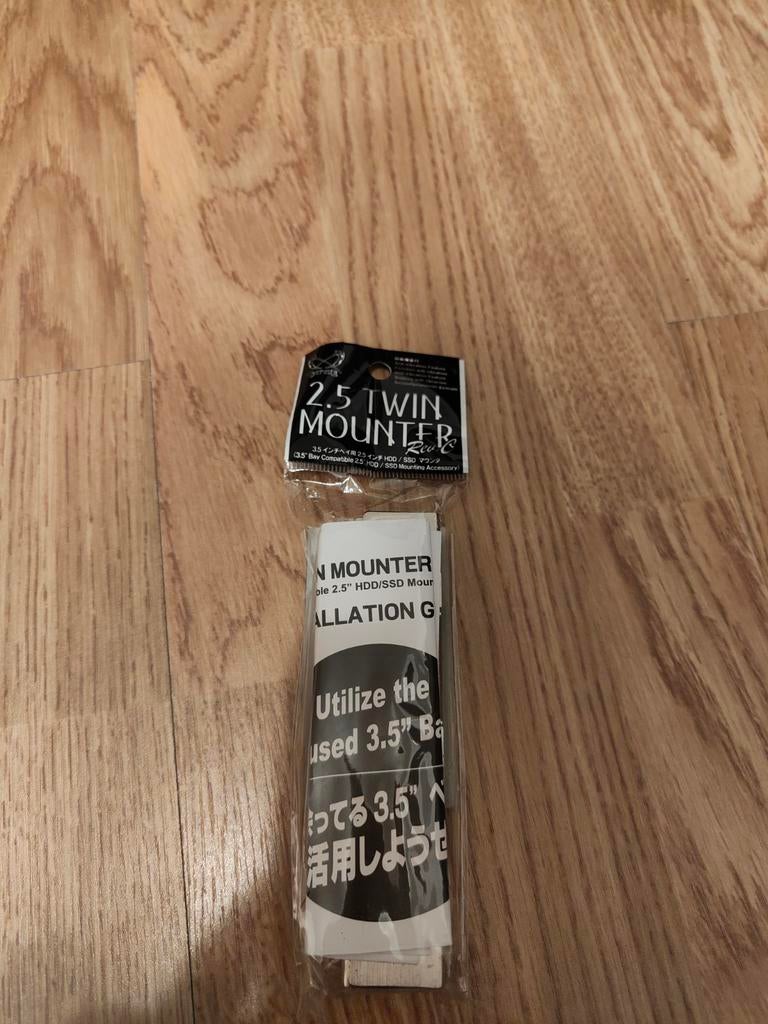 2.5 TWIN
MOUNTER
Rev.C
3.5 インチベイ用 2.5 インチ HDD / SSD マウンタ
(3.5" Bay Compatible 2.5" HDD / SSD Mounting Accessory)
N MOUNTER
ble 2.5" HDD/SSD Moun
ALLATION G
Utilize the
used 3.5" Ba
ってる 3.5" ベ
活用しようぜ